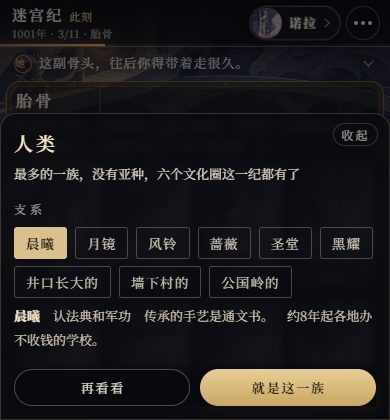 迷宫纪 此刻
1001年 · 3/11 · 胎骨
诺拉
她 这副骨头，往后你得带着走很久。
胎骨
人类
收起
最多的一族，没有亚种，六个文化圈这一纪都有了
支系
晨曦 月镜 风铃 蔷薇 圣堂 黑耀
井口长大的 墙下村的 公国岭的
晨曦 认法典和军功 传承的手艺是通文书。 约8年起各地办
不收钱的学校。
再看看 就是这一族